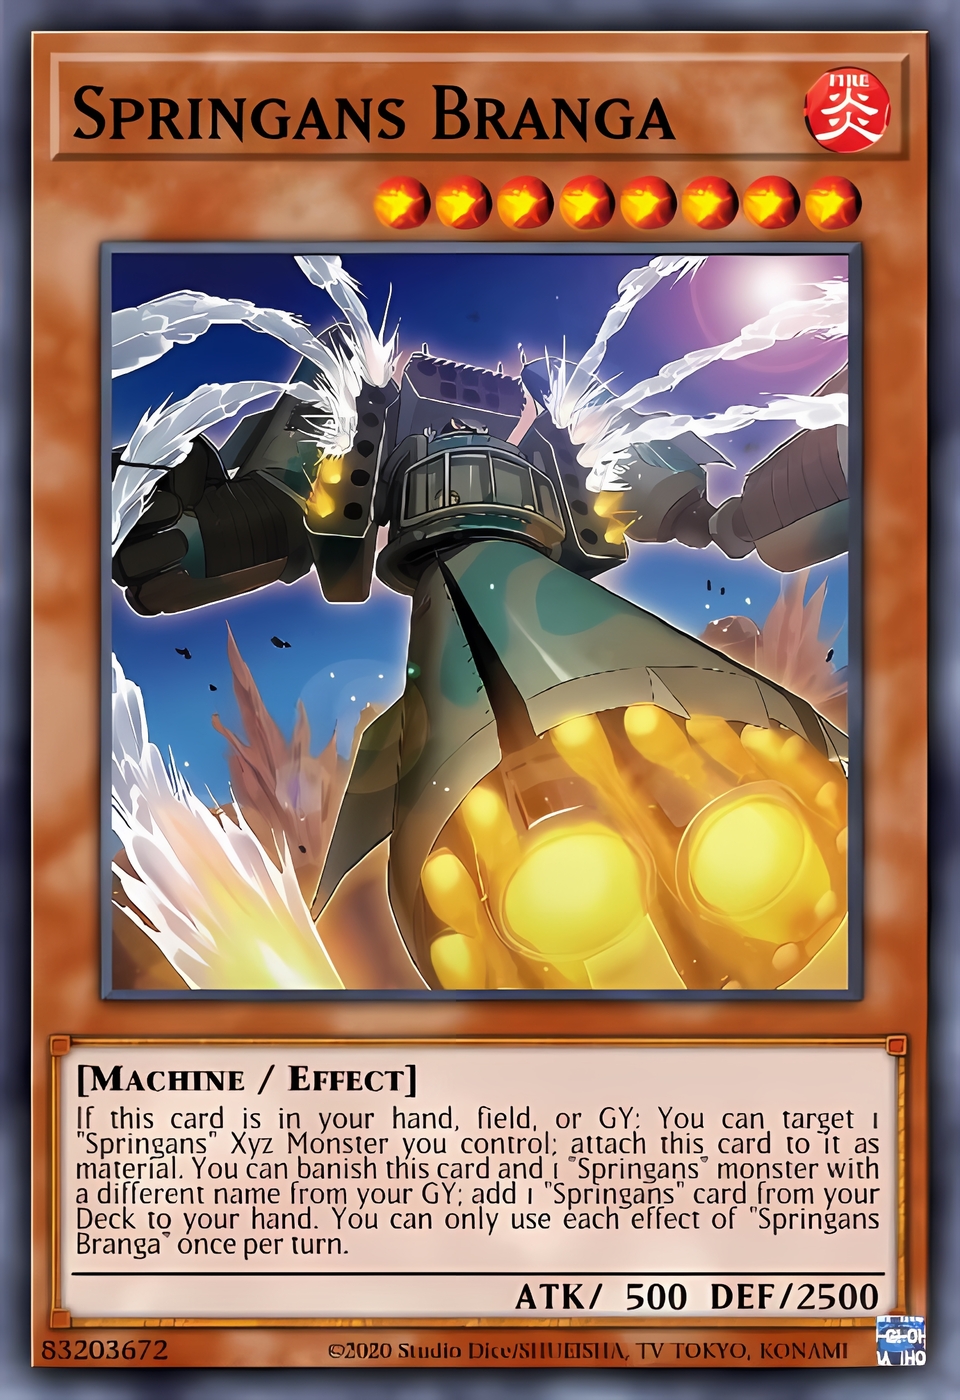 Springans Branga
FIRE
炎
[Machine / Effect]
If this card is in your hand, field, or GY: You can target 1
"Springans" Xyz Monster you control; attach this card to it as
material. You can banish this card and 1 "Springans" monster with
a different name from your GY; add 1 "Springans" card from your
Deck to your hand. You can only use each effect of "Springans
Branga" once per turn.
ATK/ 500 DEF/2500
83203672
©2020 Studio Dice/SHUEISHA, TV TOKYO, KONAMI